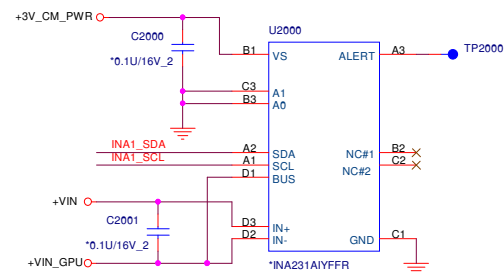 +3V_CM_PWR
C2000
*0.1U/16V_2
U2000
B1 VS
ALERT A3
TP2000
C3 A1
B3 A0
INA1_SDA
A2 SDA
INA1_SCL
A1 SCL
D1 BUS
NC#1 B2
NC#2 C2
+VIN
C2001
*0.1U/16V_2
+VIN_GPU
D3 IN+
D2 IN-
GND C1
*INA231AIYFFR